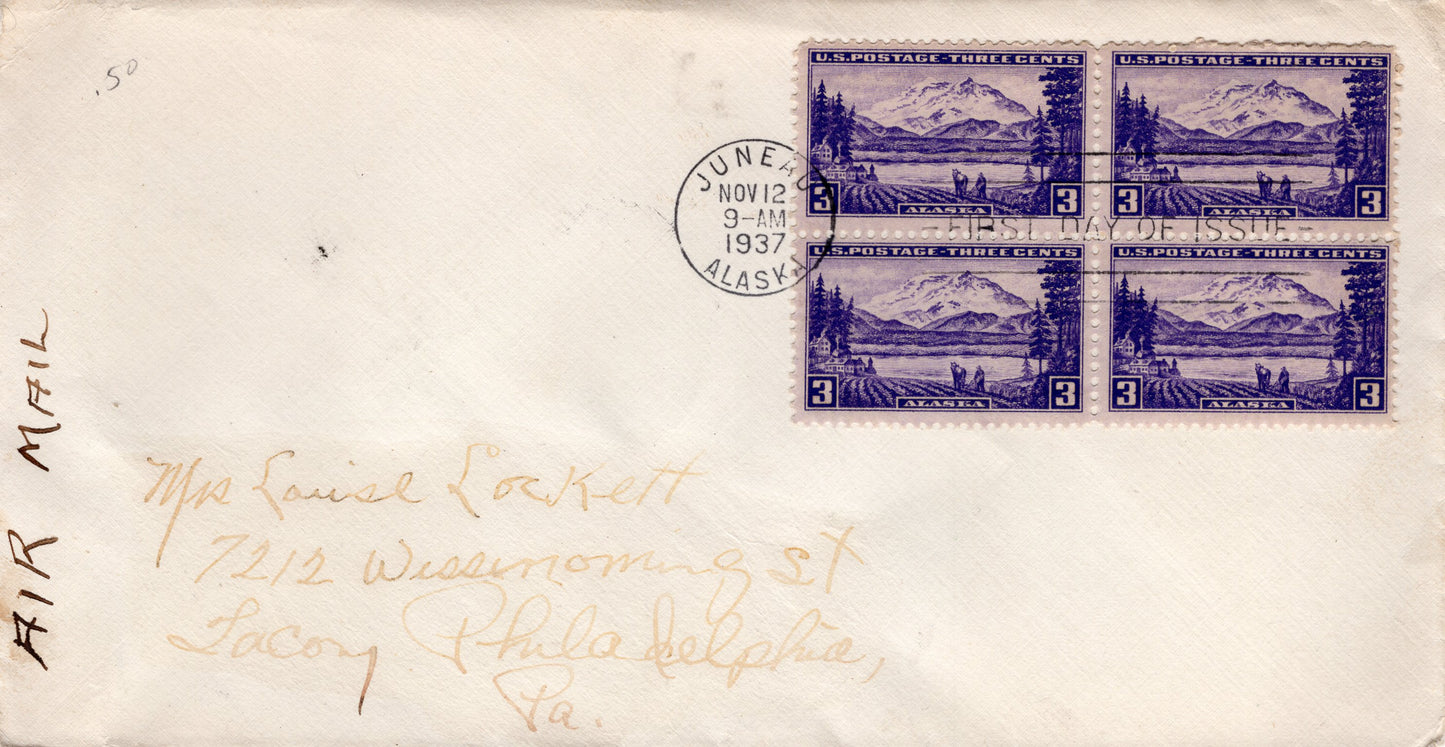 .50
U.S. POSTAGE - THREE CENTS
3 ALASKA 3
U.S. POSTAGE - THREE CENTS
3 ALASKA 3
JUNEAU
NOV 12
9-AM
1937
ALASKA
-FIRST DAY OF ISSUE-
U.S. POSTAGE - THREE CENTS
3 ALASKA 3
U.S. POSTAGE - THREE CENTS
3 ALASKA 3
AIR MAIL
Mrs Louise Lockett
7212 Wissinoming St
Tacony Philadelphia,
Pa.